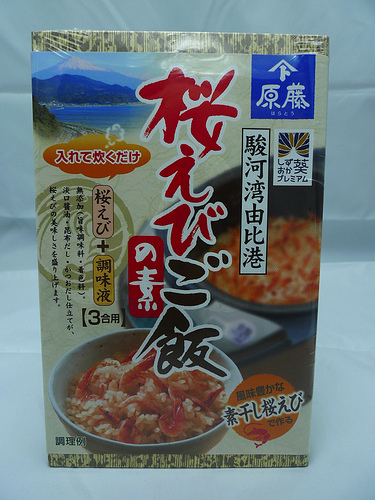 原藤
はらとう
しずおか葵プレミアム
駿河湾由比港
桜えびご飯
の素
入れて炊くだけ
桜えび+調味液
【3合用】
無添加(旨味調味料・着色料)。
淡口醤油・昆布だし・かつおだし仕立てが、
桜えびの美味しさを盛り上げます。
風味豊かな
素干し桜えび
で作る
調理例